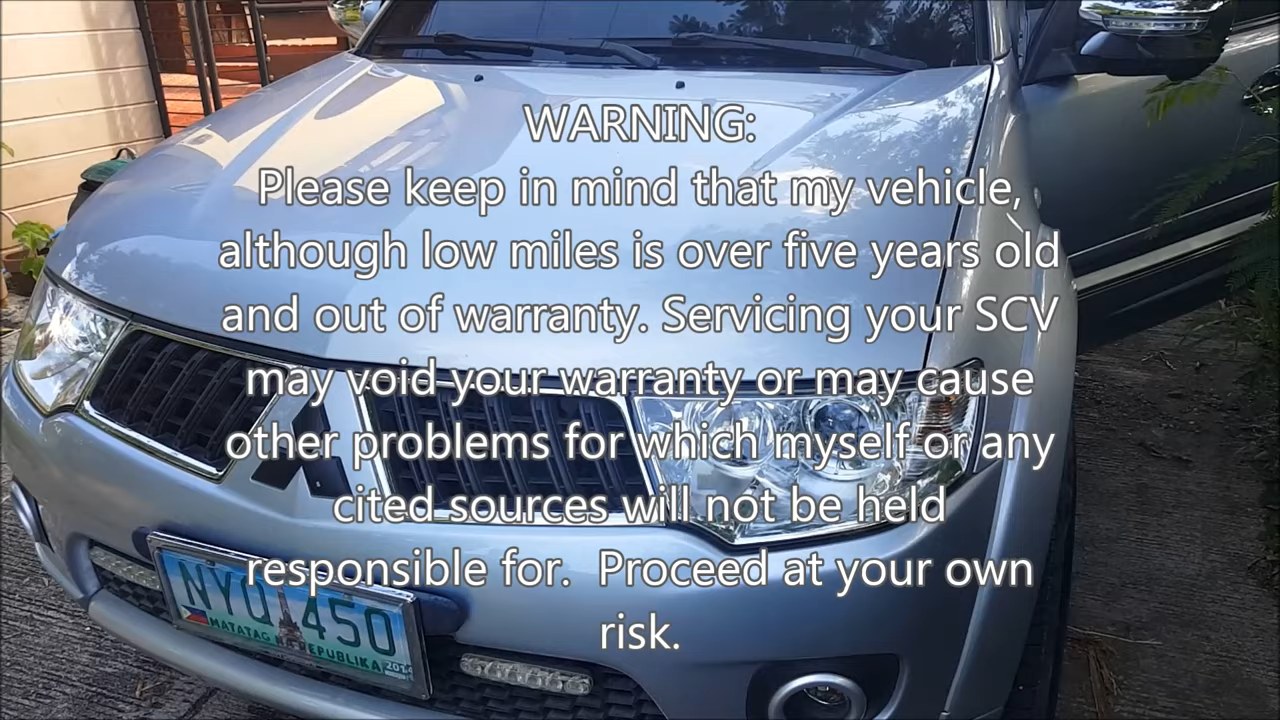 WARNING:
Please keep in mind that my vehicle,
although low miles is over five years old
and out of warranty. Servicing your SCV
may void your warranty or may cause
other problems for which myself or any
cited sources will not be held
responsible for.  Proceed at your own
risk.
NYQ 450
MATATAG NA REPUBLIKA